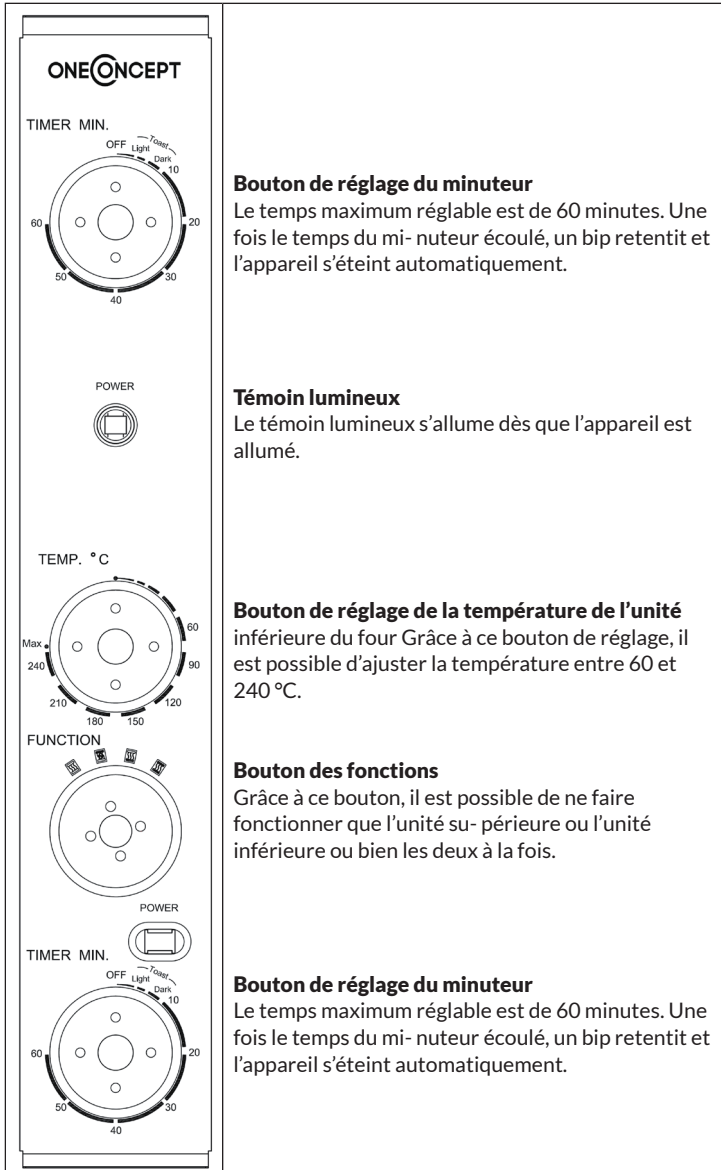 ONECONCEPT
TIMER MIN.
OFF
Light
Toast
Dark
10
20
30
40
50
60
Bouton de réglage du minuteur
Le temps maximum réglable est de 60 minutes. Une
fois le temps du mi- nuteur écoulé, un bip retentit et
l’appareil s’éteint automatiquement.
POWER
Témoin lumineux
Le témoin lumineux s’allume dès que l’appareil est
allumé.
TEMP. °C
60
90
120
150
180
210
240
Max
Bouton de réglage de la température de l’unité
inférieure du four Grâce à ce bouton de réglage, il
est possible d’ajuster la température entre 60 et
240 °C.
FUNCTION
Bouton des fonctions
Grâce à ce bouton, il est possible de ne faire
fonctionner que l’unité su- périeure ou l’unité
inférieure ou bien les deux à la fois.
POWER
TIMER MIN.
OFF
Light
Toast
Dark
10
20
30
40
50
60
Bouton de réglage du minuteur
Le temps maximum réglable est de 60 minutes. Une
fois le temps du mi- nuteur écoulé, un bip retentit et
l’appareil s’éteint automatiquement.